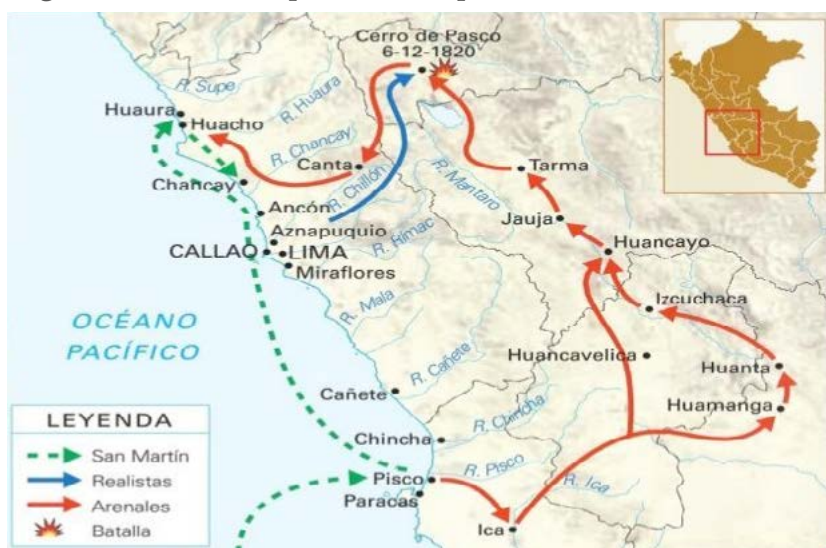 Cerro de Pasco
6-12-1820
R. Supe
R. Huaura
Huaura
Huacho
R. Chancay
Canta
Tarma
Chancay
R. Chillón
R. Mantaro
Ancón
Jauja
Aznapuquio
R. Rímac
Huancayo
CALLAO
LIMA
Miraflores
R. Mala
Izcuchaca
OCÉANO
PACÍFICO
Huancavelica
R. Cañete
Huanta
Cañete
Huamanga
R. Chincha
Chincha
R. Pisco
Pisco
R. Ica
Paracas
Ica
LEYENDA
San Martín
Realistas
Arenales
Batalla